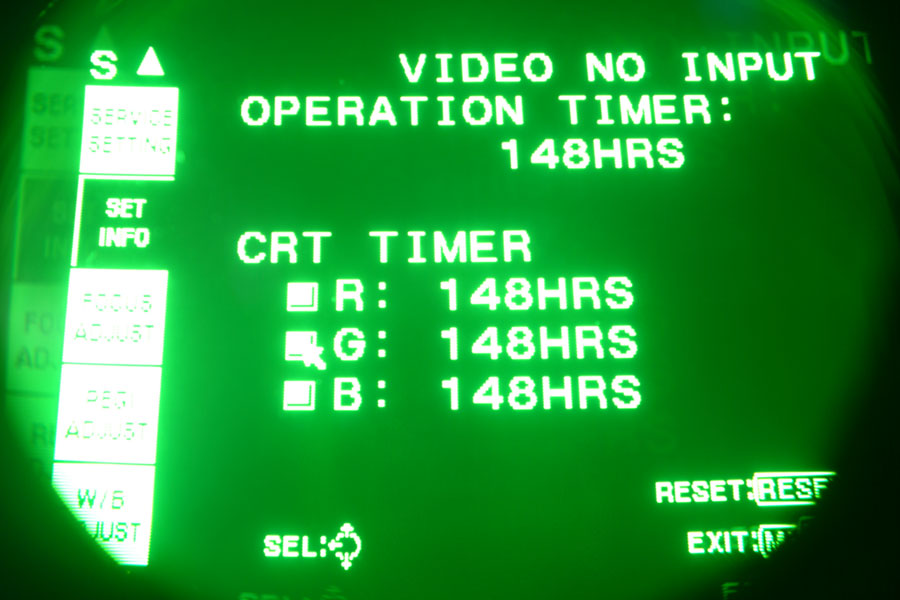 S ▲
VIDEO NO INPUT
OPERATION TIMER:
148HRS
SERVICE
SETTING
SET
INFO
FOCUS
ADJUST
REGI
ADJUST
W/B
CRT TIMER
R: 148HRS
G: 148HRS
B: 148HRS
SEL:
RESET:
EXIT: